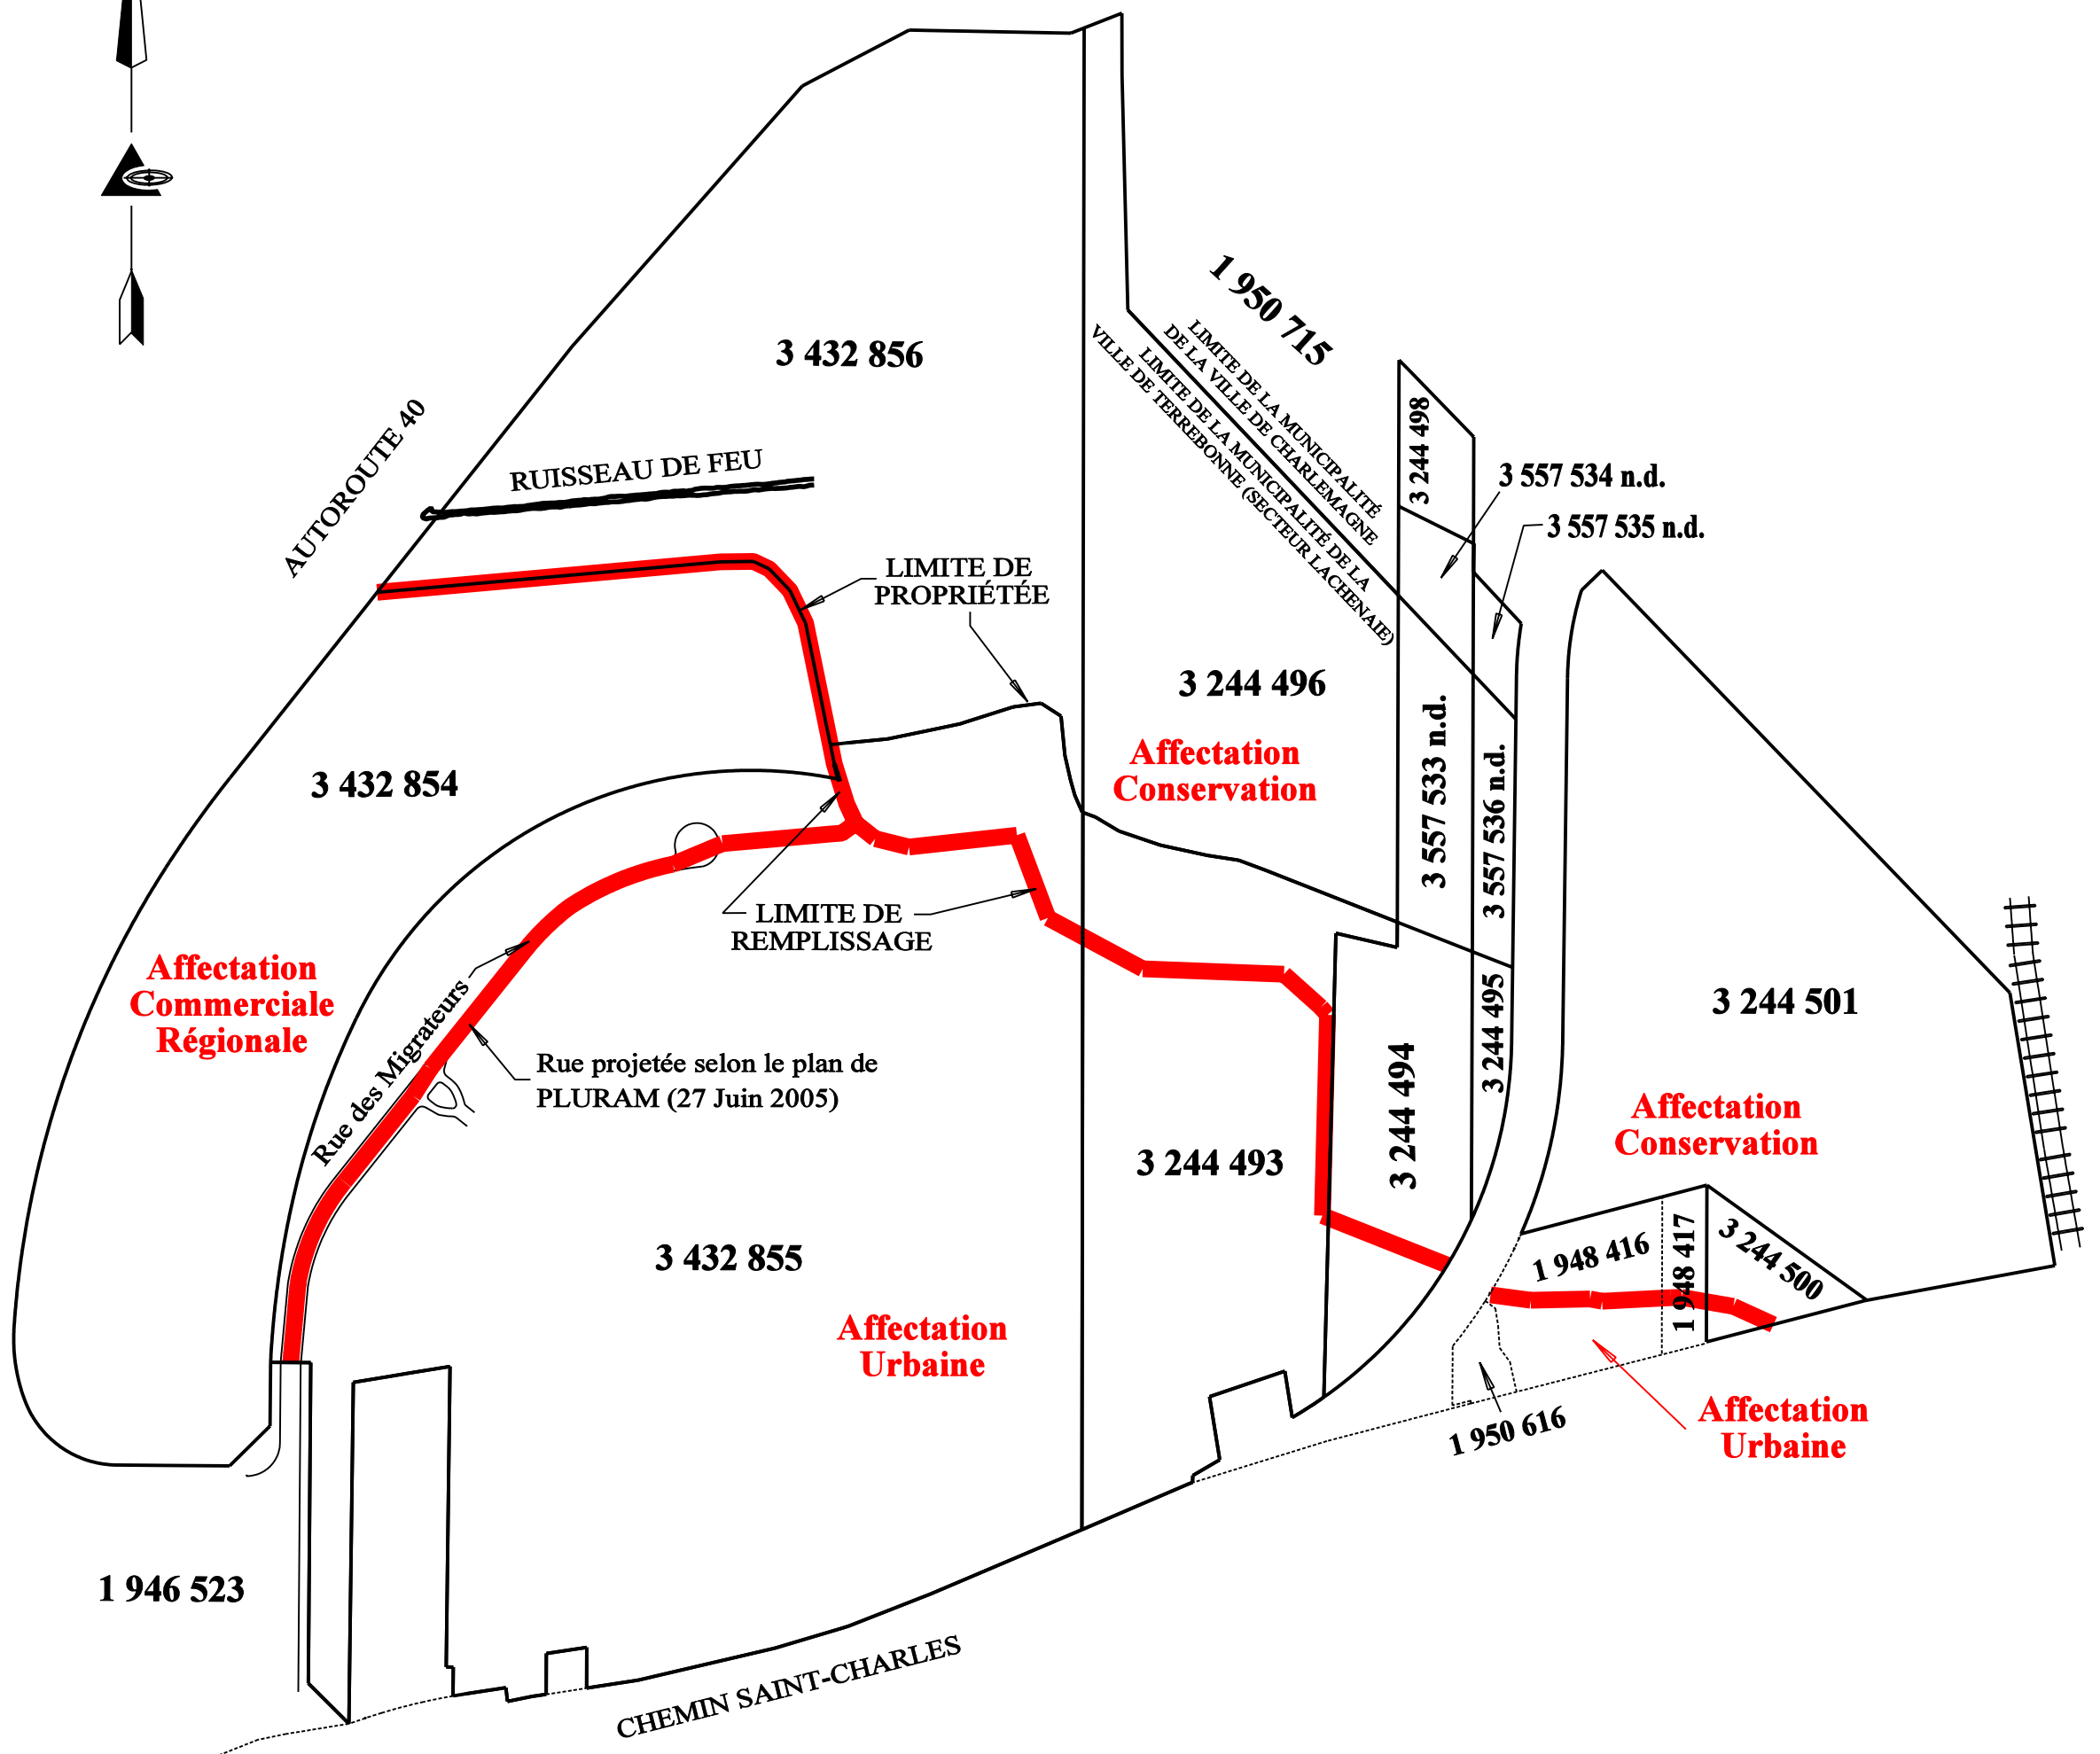 1 950 715
3 432 856
LIMITE DE LA MUNICIPALITÉ
DE LA VILLE DE CHARLEMAGNE
LIMITE DE LA MUNICIPALITÉ DE LA
VILLE DE TERREBONNE (SECTEUR LACHENAIE)
3 244 498
AUTOROUTE 40
RUISSEAU DE FEU
3 557 534 n.d.
3 557 535 n.d.
LIMITE DE
PROPRIÉTÉE
3 244 496
Affectation
Conservation
3 557 533 n.d.
3 557 536 n.d.
3 432 854
LIMITE DE
REMPLISSAGE
Affectation
Commerciale
Régionale
Rue des Migrateurs
Rue projetée selon le plan de
PLURAM (27 Juin 2005)
3 244 495
3 244 494
3 244 501
Affectation
Conservation
3 244 493
3 432 855
1 948 416
1 948 417
3 244 500
Affectation
Urbaine
1 950 616
Affectation
Urbaine
1 946 523
CHEMIN SAINT-CHARLES